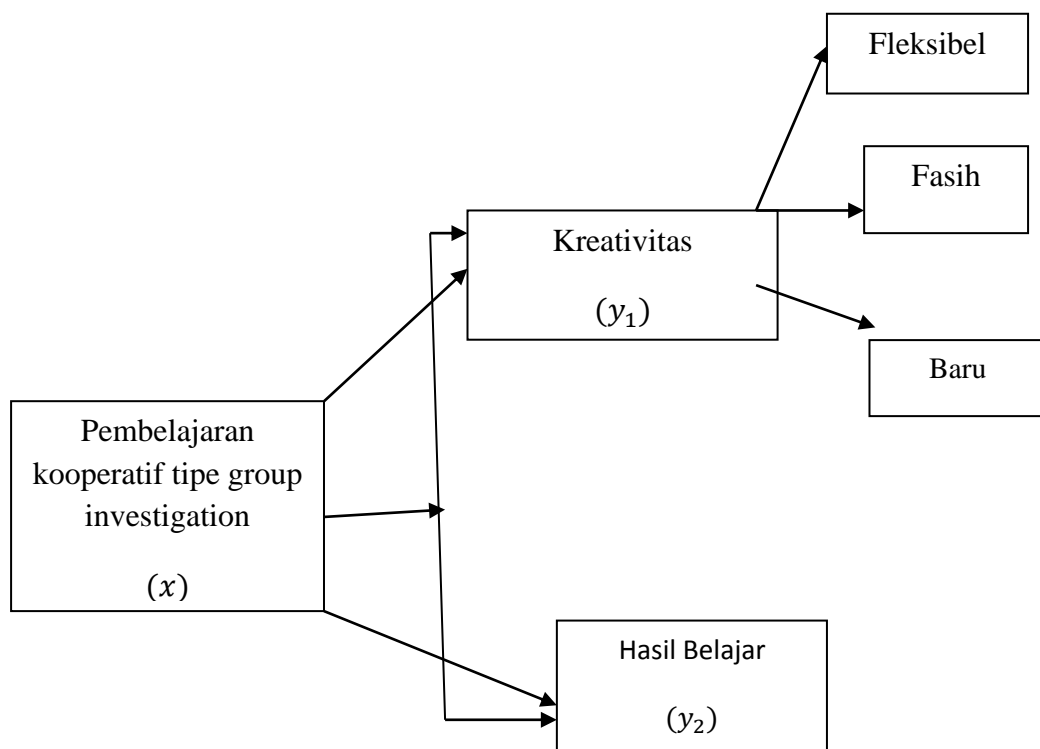 Fleksibel
Fasih
Kreativitas
(y₁)
Baru
Pembelajaran
kooperatif tipe group
investigation
(x)
Hasil Belajar
(y₂)